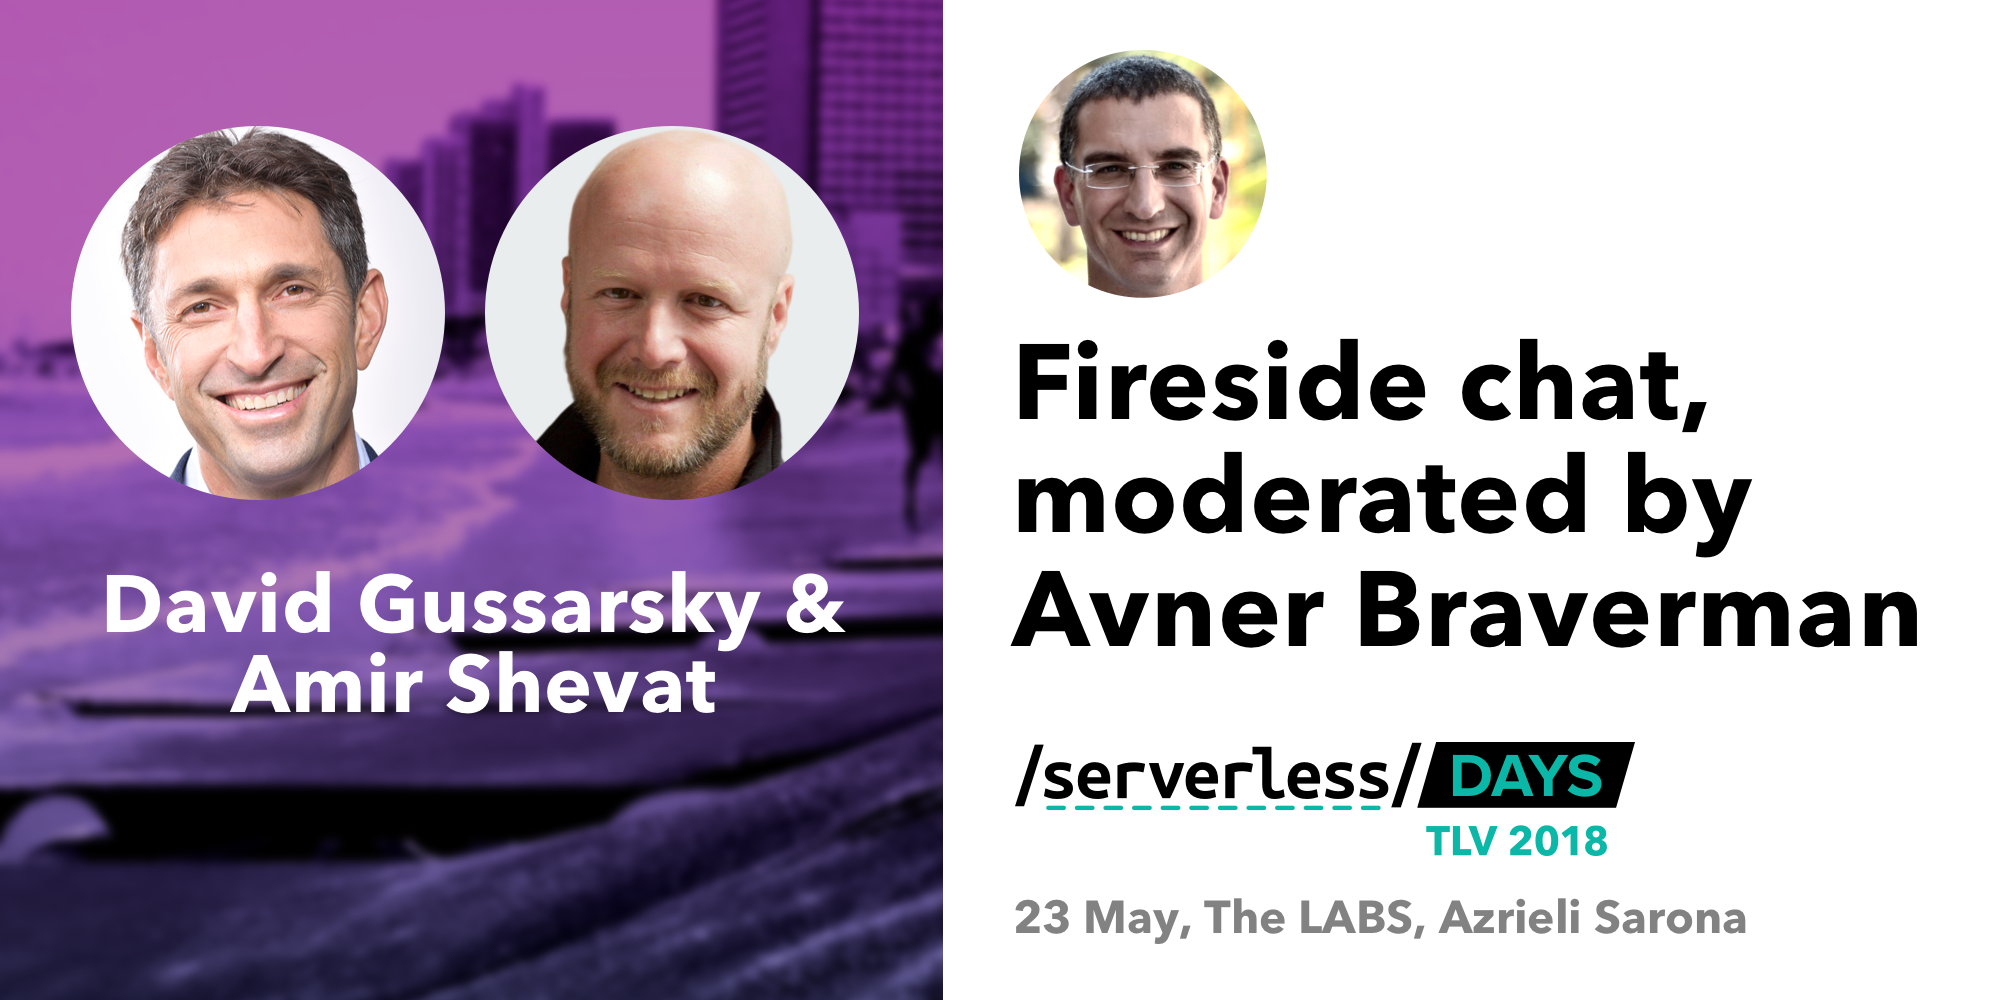 David Gussarsky &
Amir Shevat
Fireside chat,
moderated by
Avner Braverman
/serverless/DAYS
TLV 2018
23 May, The LABS, Azrieli Sarona